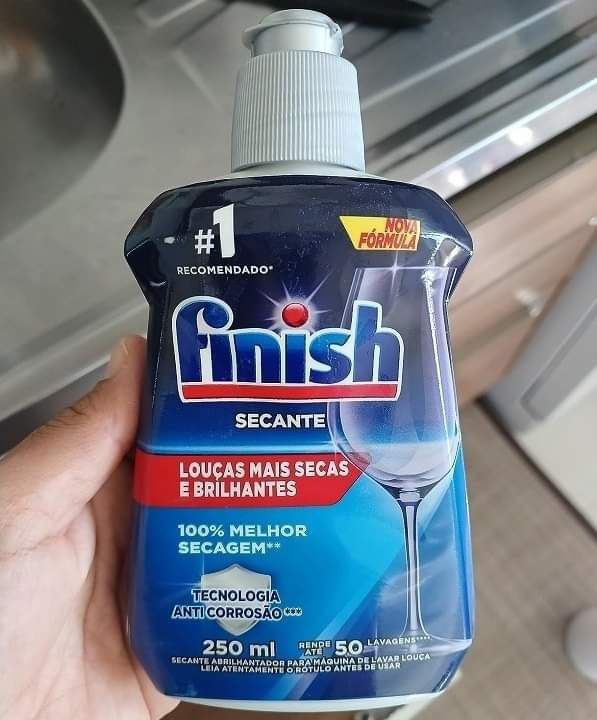 #1
RECOMENDADO*
NOVA
FÓRMULA
finish
SECANTE
LOUÇAS MAIS SECAS
E BRILHANTES
100% MELHOR
SECAGEM**
TECNOLOGIA
ANTI CORROSÃO***
250 ml RENDE ATÉ 50 LAVAGENS****
SECANTE ABRILHANTADOR PARA MÁQUINA DE LAVAR LOUÇA
LEIA ATENTAMENTE O RÓTULO ANTES DE USAR